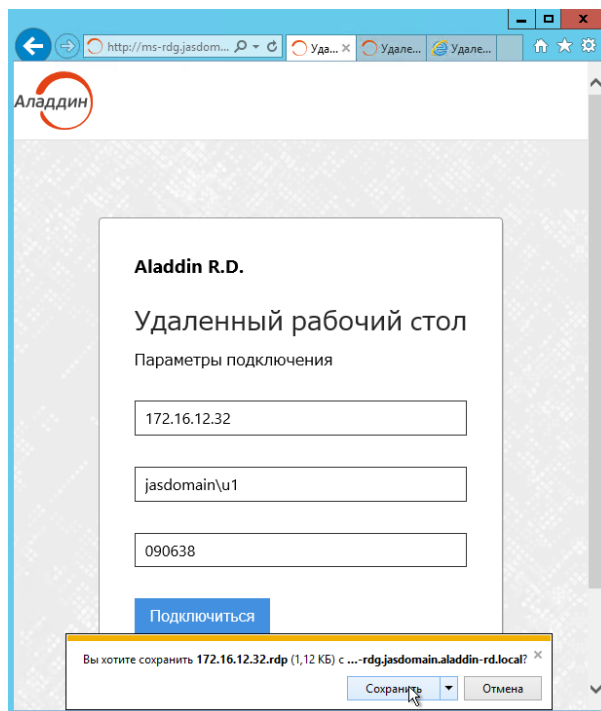 http://ms-rdg.jasdom...
Уда...
Удале...
Удале...
Аладдин
Aladdin R.D.
Удаленный рабочий стол
Параметры подключения
172.16.12.32
jasdomain\u1
090638
Подключиться
Вы хотите сохранить 172.16.12.32.rdp (1,12 КБ) с ...-rdg.jasdomain.aladdin-rd.local?
Сохранить
Отмена